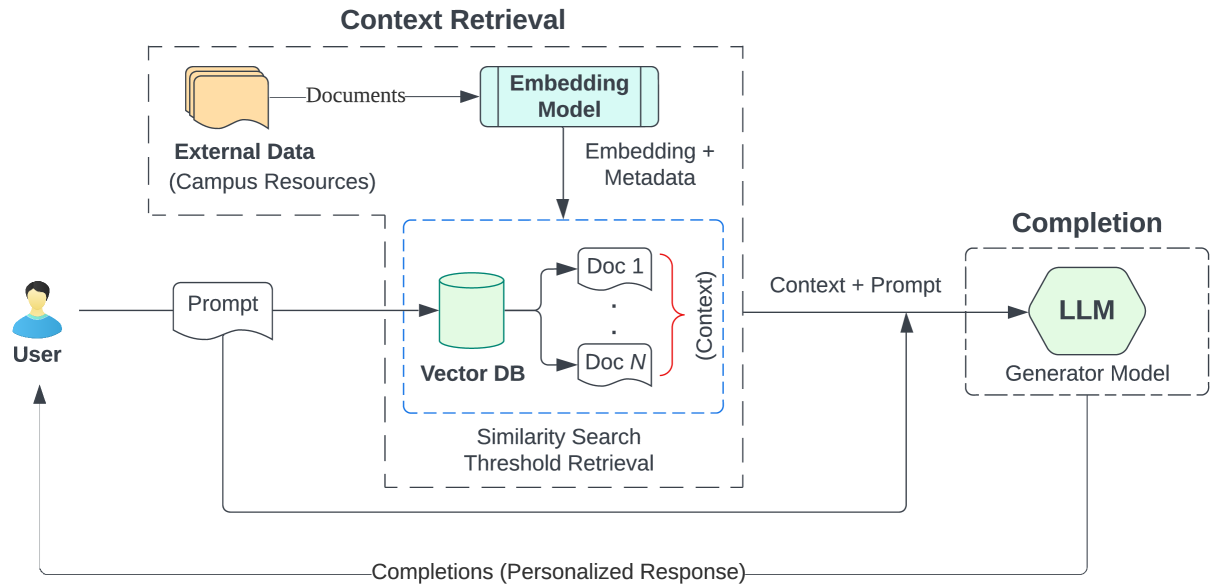 Context Retrieval
Documents
Embedding
Model
External Data
(Campus Resources)
Embedding +
Metadata
Completion
Prompt
User
Vector DB
Doc 1
.
.
Doc N
(Context)
Context + Prompt
LLM
Generator Model
Similarity Search
Threshold Retrieval
Completions (Personalized Response)